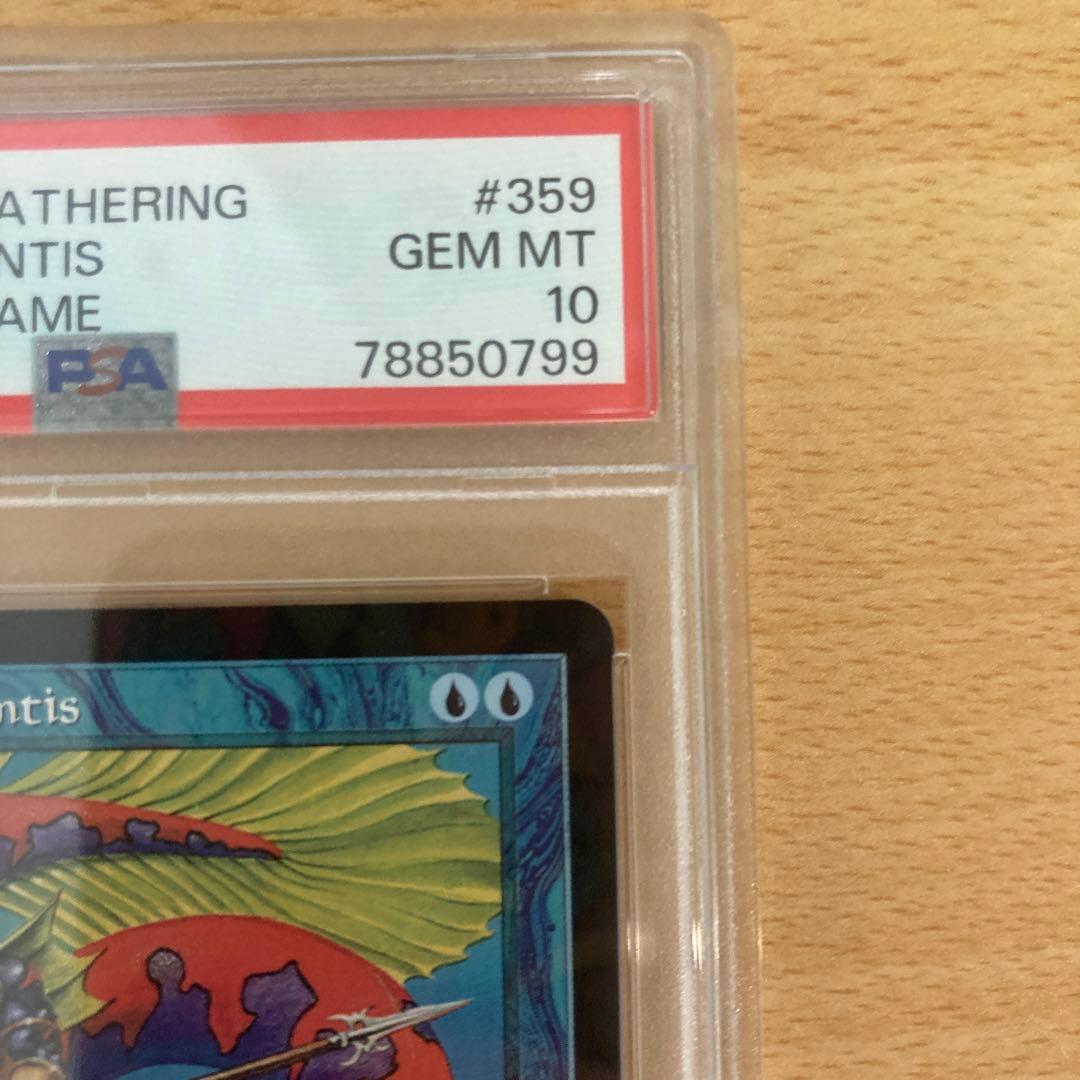 ATHERING #359
NTIS GEM MT
AME 10
PSA 78850799
ntis